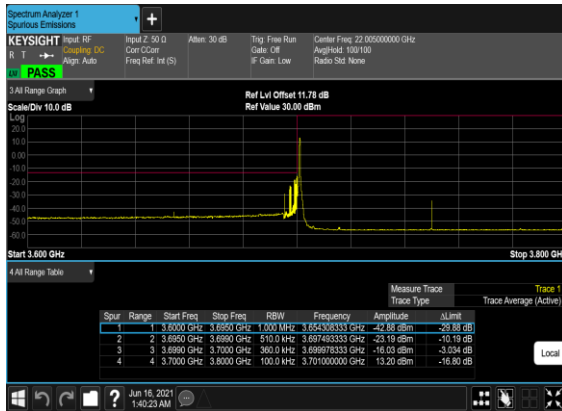 Spectrum Analyzer 1
Spurious Emissions
+
KEYSIGHT Input: RF Input Z: 50 Ω Atten: 30 dB Trig: Free Run Center Freq: 22.005000000 GHz
R T Coupling: DC Corr CCorr Gate: Off Avg|Hold: 100/100
Align: Auto Freq Ref: Int (S) IF Gain: Low Radio Std: None
PASS
3 All Range Graph
Ref Lvl Offset 11.78 dB
Scale/Div 10.0 dB Ref Value 30.00 dBm
Log
20.0
10.0
0.00
-10.0
-20.0
-30.0
-40.0
-50.0
-60.0
Start 3.600 GHz Stop 3.800 GH
4 All Range Table
Measure Trace Trace 1
Trace Type Trace Average (Active)
Spur Range Start Freq Stop Freq RBW Frequency Amplitude ΔLimit
1 1 3.6000 GHz 3.6950 GHz 1.000 MHz 3.654308333 GHz -42.88 dBm -29.88 dB
2 2 3.6950 GHz 3.6990 GHz 510.0 kHz 3.697493333 GHz -23.19 dBm -10.19 dB
3 3 3.6990 GHz 3.7000 GHz 360.0 kHz 3.699978333 GHz -16.03 dBm -3.034 dB
4 4 3.7000 GHz 3.8000 GHz 100.0 kHz 3.701000000 GHz 13.20 dBm -16.80 dB
Local
? Jun 16, 2021
1:40:23 AM